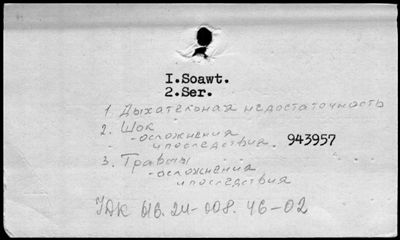 I.Soawt.
2.Ser.
1. Дыхательная недостаточность
2. Шок
-осложнения
и последствия. 943957
3. Травмы
-осложнения
и последствия
УДК 616.24-008.46-02